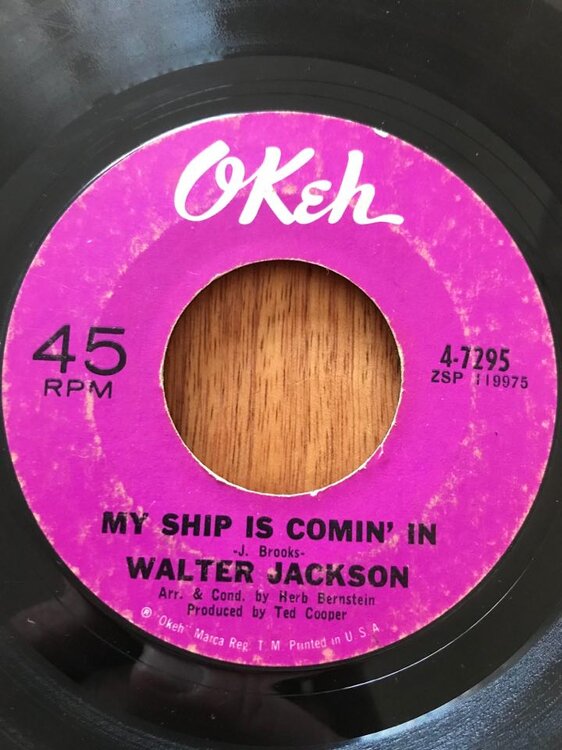 OKeh
45
RPM
4-7295
ZSP 119975
MY SHIP IS COMIN' IN
-J. Brooks-
WALTER JACKSON
Arr. & Cond. by Herb Bernstein
Produced by Ted Cooper
® "Okeh" Marca Reg. T. M. Printed in U. S. A.